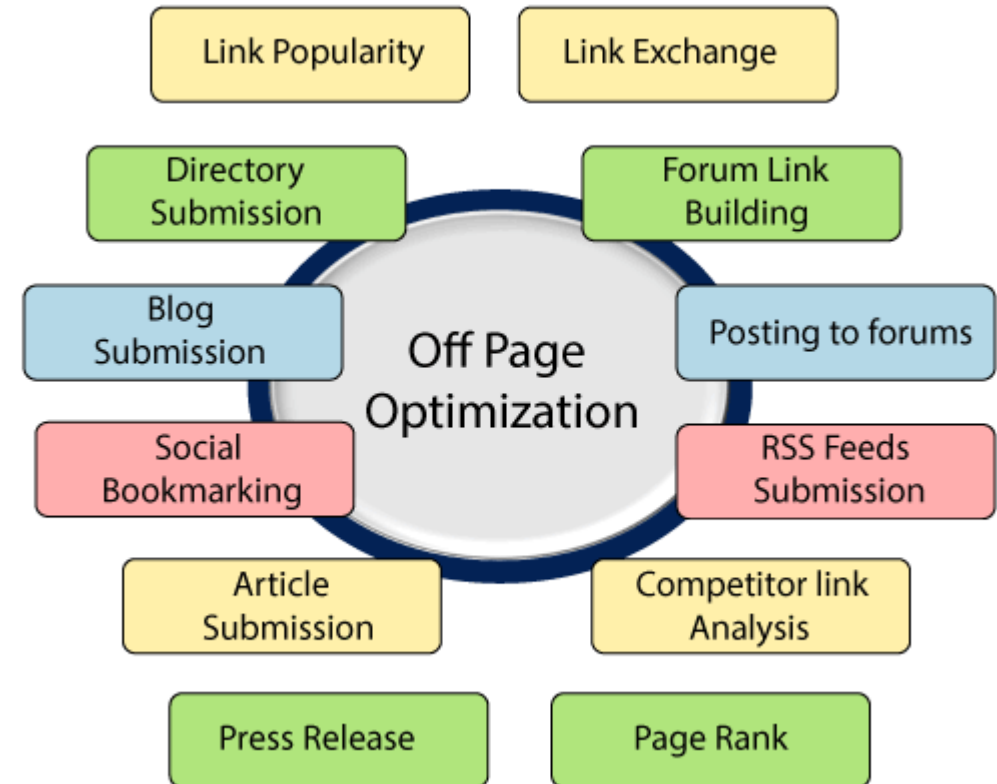 Link Popularity
Link Exchange
Directory
Submission
Forum Link
Building
Blog
Submission
Off Page
Optimization
Posting to forums
Social
Bookmarking
RSS Feeds
Submission
Article
Submission
Competitor link
Analysis
Press Release
Page Rank